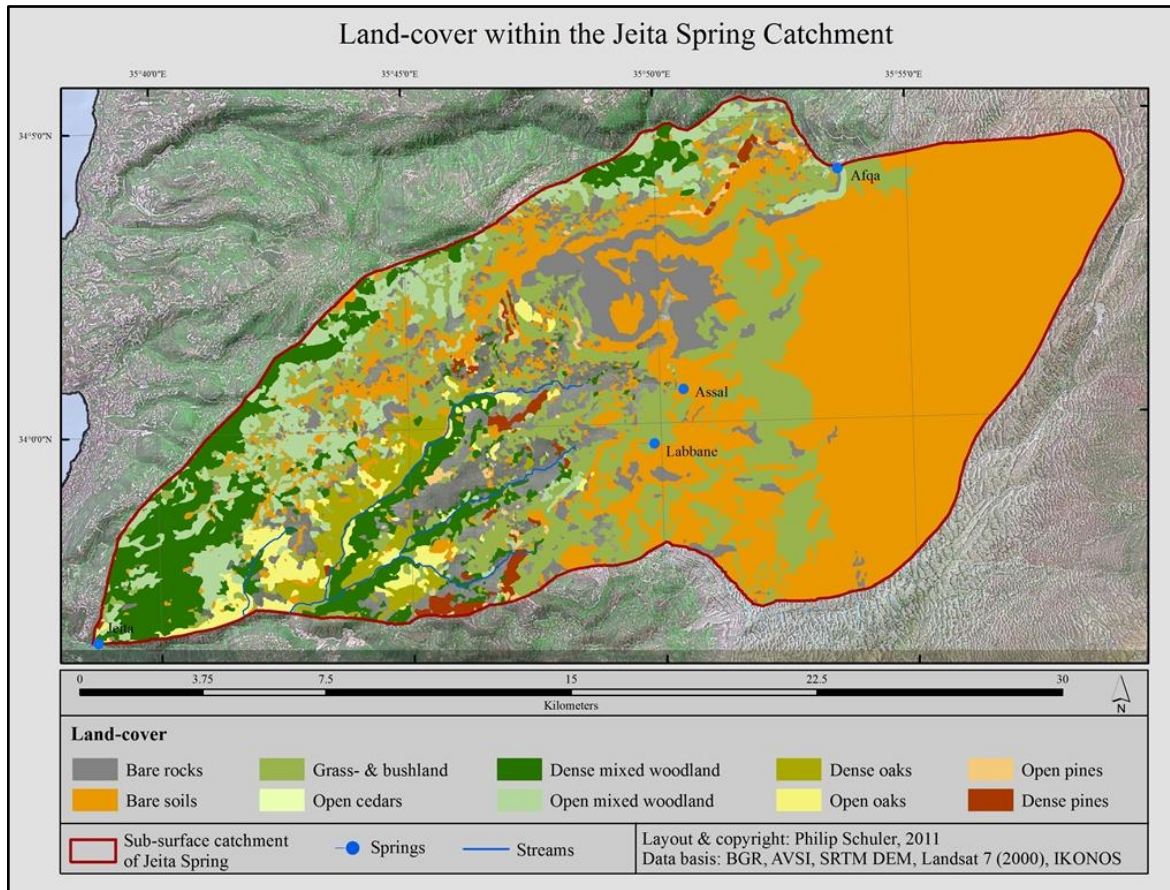 Land-cover within the Jeita Spring Catchment
35°40'0"E 35°45'0"E 35°50'0"E 35°55'0"E
34°5'0"N
Afqa
Assal
34°0'0"N
Labbane
Jeita
0 3.75 7.5 15 22.5 30
Kilometers
N
Land-cover
Bare rocks Grass- & bushland Dense mixed woodland Dense oaks Open pines
Bare soils Open cedars Open mixed woodland Open oaks Dense pines
Sub-surface catchment
of Jeita Spring
Springs
Streams
Layout & copyright: Philip Schuler, 2011
Data basis: BGR, AVSI, SRTM DEM, Landsat 7 (2000), IKONOS